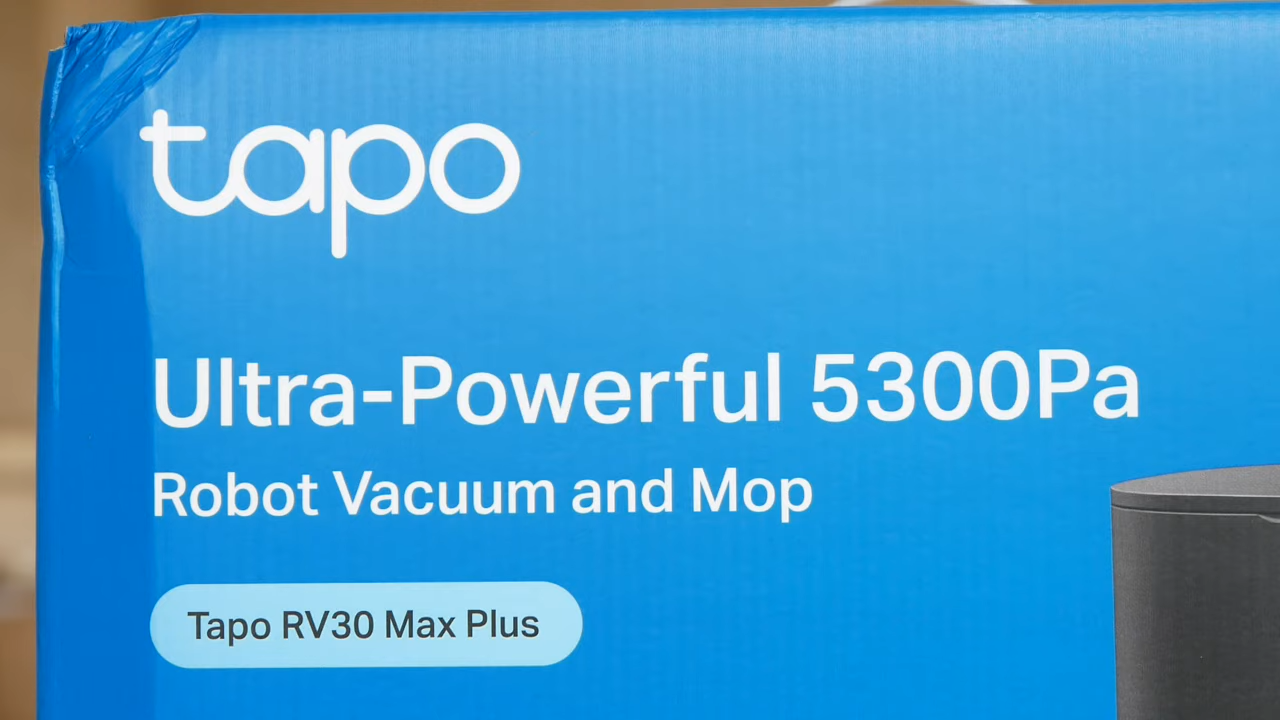 tapo
Ultra-Powerful 5300Pa
Robot Vacuum and Mop
Tapo RV30 Max Plus